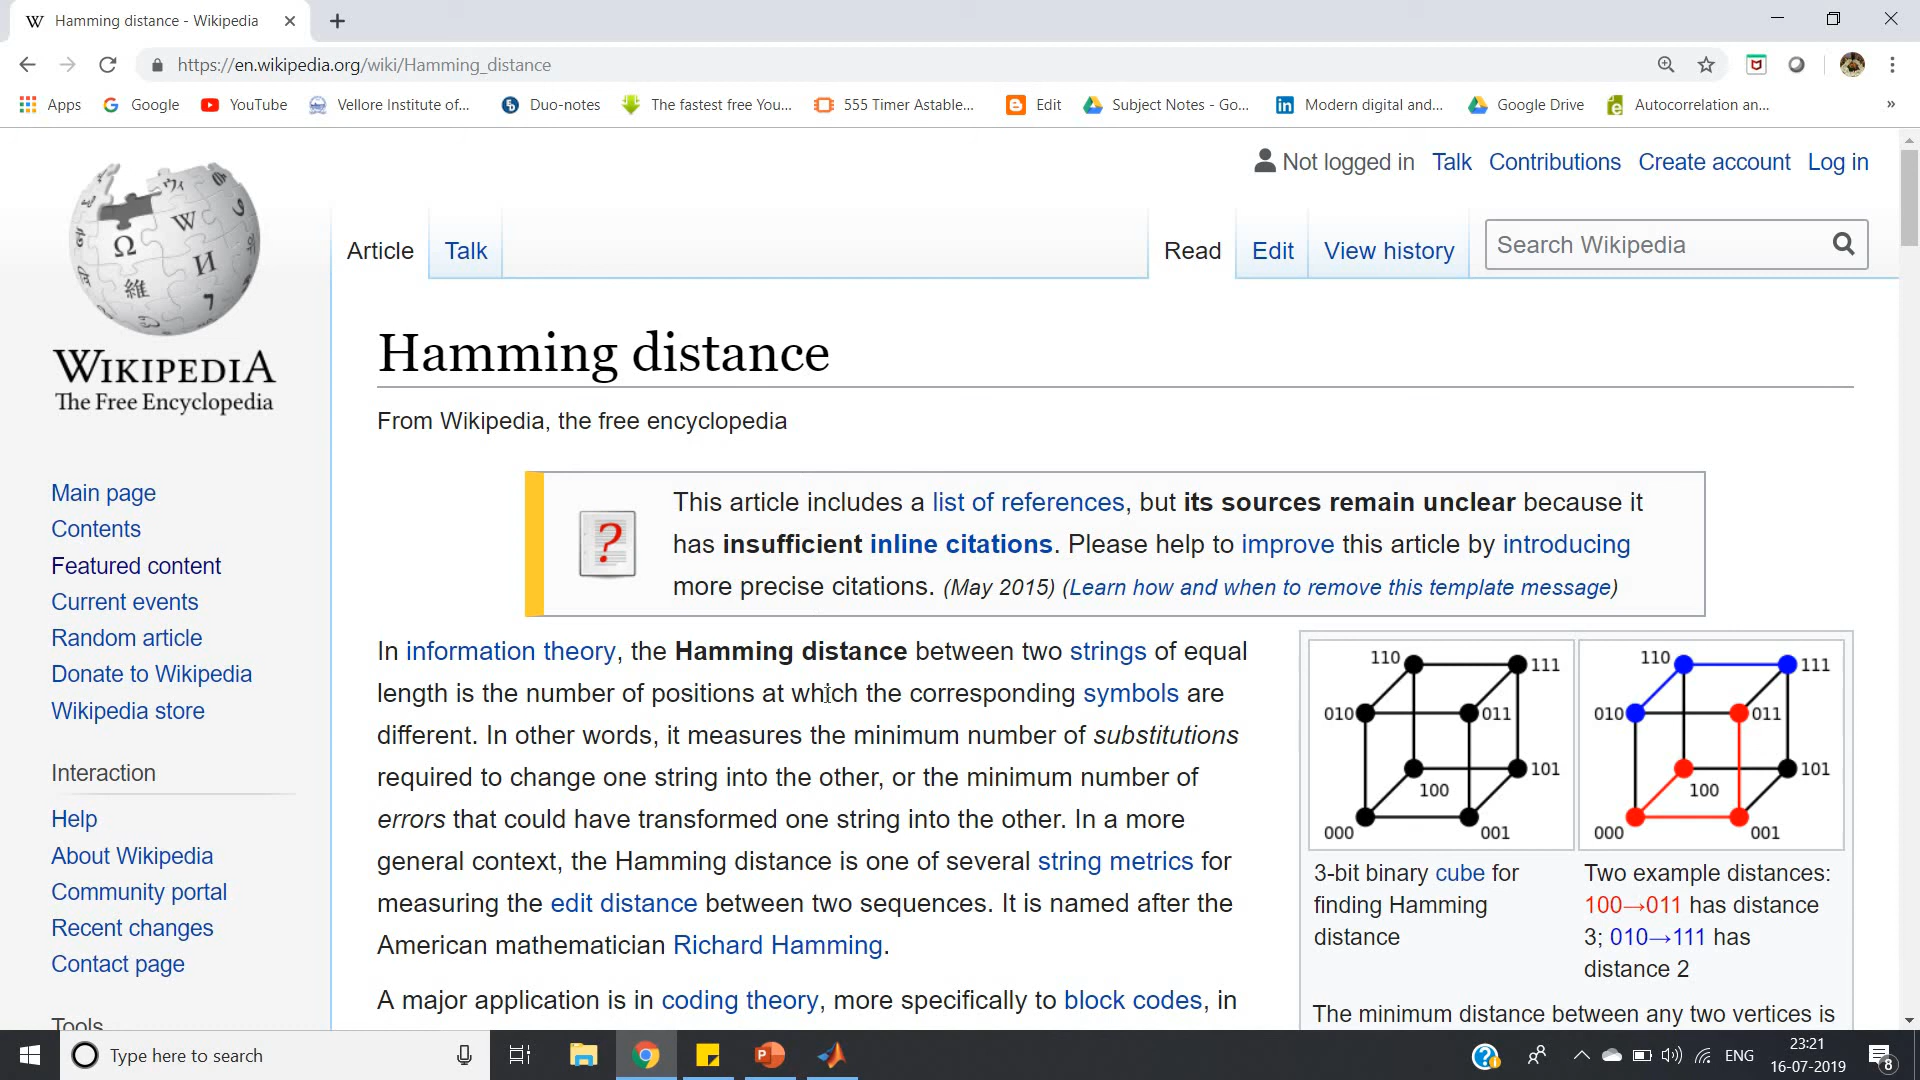 Hamming distance - Wikipedia
https://en.wikipedia.org/wiki/Hamming_distance
Apps Google YouTube Vellore Institute of... Duo-notes The fastest free You... 555 Timer Astable... Edit Subject Notes - Go... Modern digital and... Google Drive Autocorrelation an... »
Not logged in Talk Contributions Create account Log in
Article Talk Read Edit View history Search Wikipedia
WIKIPEDIA
The Free Encyclopedia
Main page
Contents
Featured content
Current events
Random article
Donate to Wikipedia
Wikipedia store
Interaction
Help
About Wikipedia
Community portal
Recent changes
Contact page
Tools
Hamming distance
From Wikipedia, the free encyclopedia
This article includes a list of references, but its sources remain unclear because it
has insufficient inline citations. Please help to improve this article by introducing
more precise citations. (May 2015) (Learn how and when to remove this template message)
In information theory, the Hamming distance between two strings of equal
length is the number of positions at which the corresponding symbols are
different. In other words, it measures the minimum number of substitutions
required to change one string into the other, or the minimum number of
errors that could have transformed one string into the other. In a more
general context, the Hamming distance is one of several string metrics for
measuring the edit distance between two sequences. It is named after the
American mathematician Richard Hamming.
A major application is in coding theory, more specifically to block codes, in
110 111
010 011
101
100
000 001
110 111
010 011
101
100
000 001
3-bit binary cube for
finding Hamming
distance
Two example distances:
100→011 has distance
3; 010→111 has
distance 2
The minimum distance between any two vertices is
Type here to search
ENG
23:21
16-07-2019
8